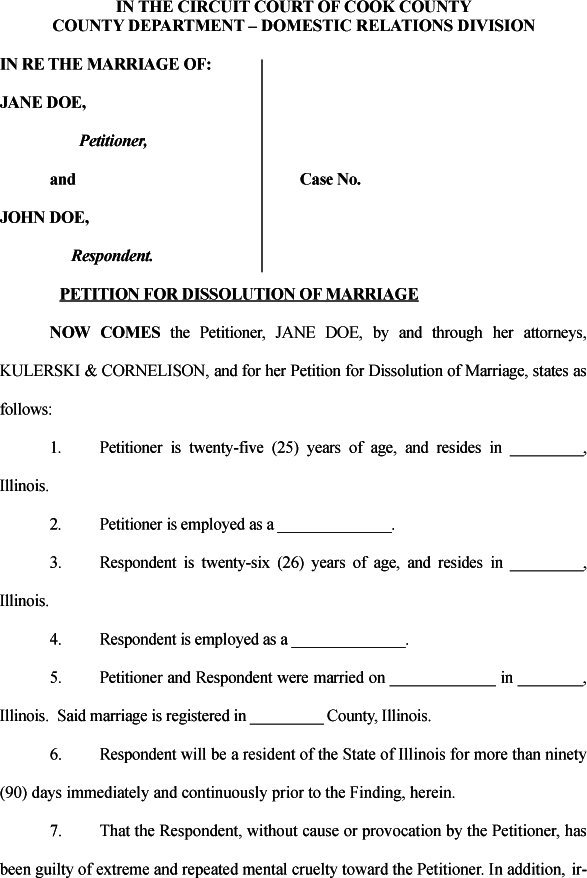 IN THE CIRCUIT COURT OF COOK COUNTY
COUNTY DEPARTMENT – DOMESTIC RELATIONS DIVISION
IN RE THE MARRIAGE OF:
JANE DOE,
Petitioner,
and
Case No.
JOHN DOE,
Respondent.
PETITION FOR DISSOLUTION OF MARRIAGE
NOW COMES the Petitioner, JANE DOE, by and through her attorneys,
KULERSKI & CORNELISON, and for her Petition for Dissolution of Marriage, states as
follows:
1. Petitioner is twenty-five (25) years of age, and resides in _________,
Illinois.
2. Petitioner is employed as a ______________.
3. Respondent is twenty-six (26) years of age, and resides in _________,
Illinois.
4. Respondent is employed as a ______________.
5. Petitioner and Respondent were married on _____________ in ________,
Illinois. Said marriage is registered in _________ County, Illinois.
6. Respondent will be a resident of the State of Illinois for more than ninety
(90) days immediately and continuously prior to the Finding, herein.
7. That the Respondent, without cause or provocation by the Petitioner, has
been guilty of extreme and repeated mental cruelty toward the Petitioner. In addition, ir-